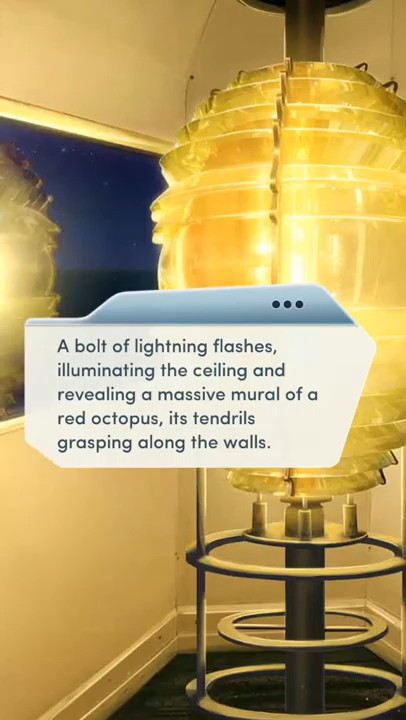 A bolt of lightning flashes,
illuminating the ceiling and
revealing a massive mural of a
red octopus, its tendrils
grasping along the walls.